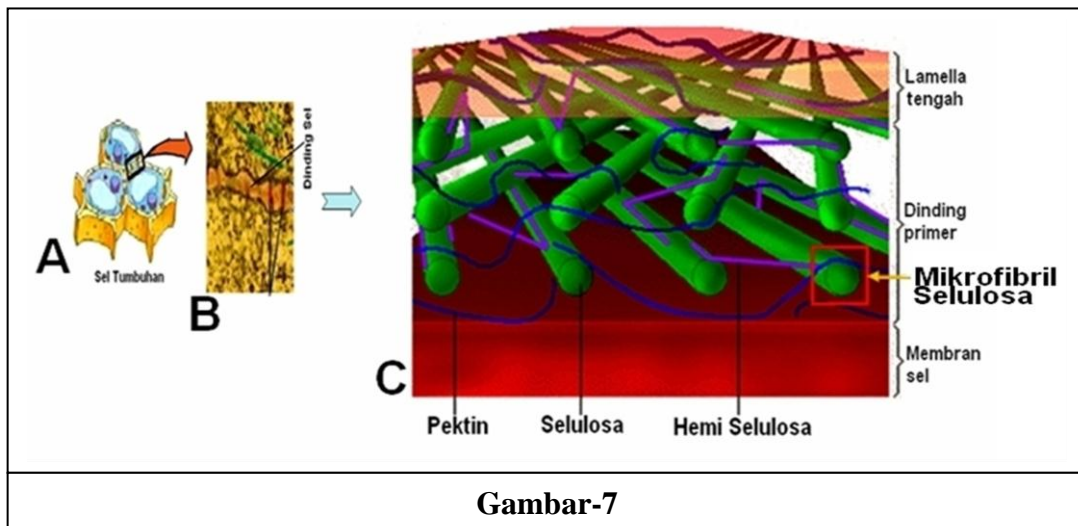 A
Sel Tumbuhan
B
Dinding Sel
C
Lamella
tengah
Dinding
primer
Mikrofibril
Selulosa
Membran
sel
Pektin
Selulosa
Hemi Selulosa
Gambar-7